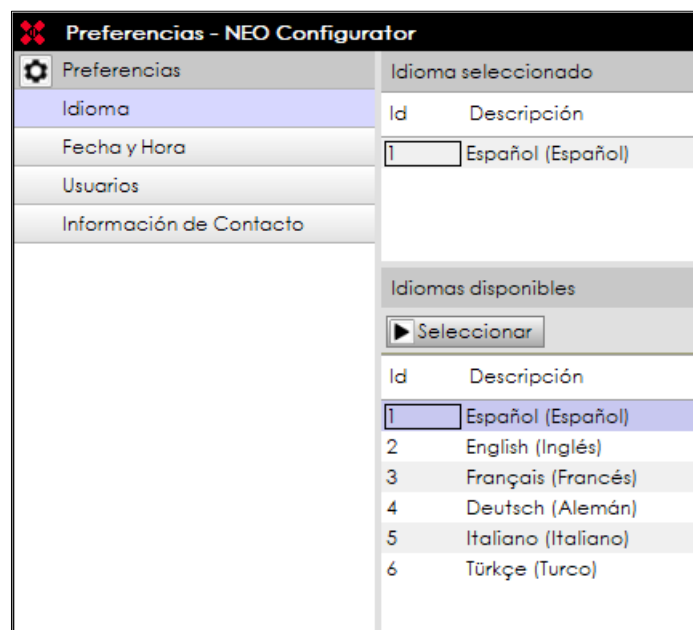 Preferencias - NEO Configurator
Preferencias
Idioma
Fecha y Hora
Usuarios
Información de Contacto
Idioma seleccionado
Id Descripción
1 Español (Español)
Idiomas disponibles
Seleccionar
Id Descripción
1 Español (Español)
2 English (Inglés)
3 Français (Francés)
4 Deutsch (Alemán)
5 Italiano (Italiano)
6 Türkçe (Turco)